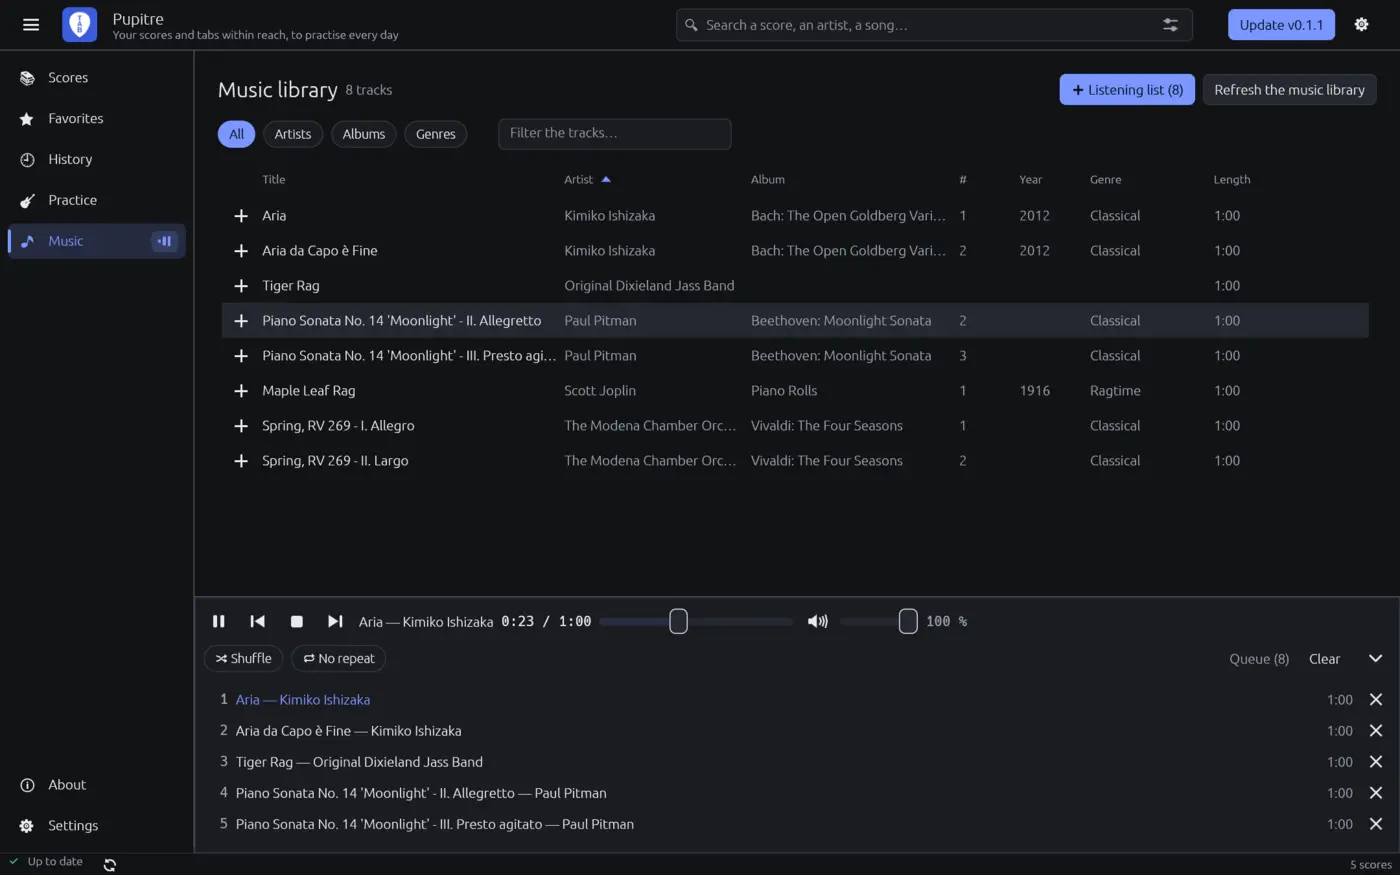 Pupitre
Your scores and tabs within reach, to practise every day
Search a score, an artist, a song…
Update v0.1.1
TAB
Scores
Favorites
History
Practice
Music
About
Settings
Music library 8 tracks
+ Listening list (8)
Refresh the music library
All Artists Albums Genres
Filter the tracks…
Title Artist Album # Year Genre Length
Aria Kimiko Ishizaka Bach: The Open Goldberg Vari… 1 2012 Classical 1:00
Aria da Capo è Fine Kimiko Ishizaka Bach: The Open Goldberg Vari… 2 2012 Classical 1:00
Tiger Rag Original Dixieland Jass Band 1:00
Piano Sonata No. 14 'Moonlight' - II. Allegretto Paul Pitman Beethoven: Moonlight Sonata 2 Classical 1:00
Piano Sonata No. 14 'Moonlight' - III. Presto agi… Paul Pitman Beethoven: Moonlight Sonata 3 Classical 1:00
Maple Leaf Rag Scott Joplin Piano Rolls 1 1916 Ragtime 1:00
Spring, RV 269 - I. Allegro The Modena Chamber Orc… Vivaldi: The Four Seasons 1 Classical 1:00
Spring, RV 269 - II. Largo The Modena Chamber Orc… Vivaldi: The Four Seasons 2 Classical 1:00
Aria — Kimiko Ishizaka 0:23 / 1:00 100 %
Shuffle No repeat Queue (8) Clear
1 Aria — Kimiko Ishizaka 1:00
2 Aria da Capo è Fine — Kimiko Ishizaka 1:00
3 Tiger Rag — Original Dixieland Jass Band 1:00
4 Piano Sonata No. 14 'Moonlight' - II. Allegretto — Paul Pitman 1:00
5 Piano Sonata No. 14 'Moonlight' - III. Presto agitato — Paul Pitman 1:00
Up to date
5 scores